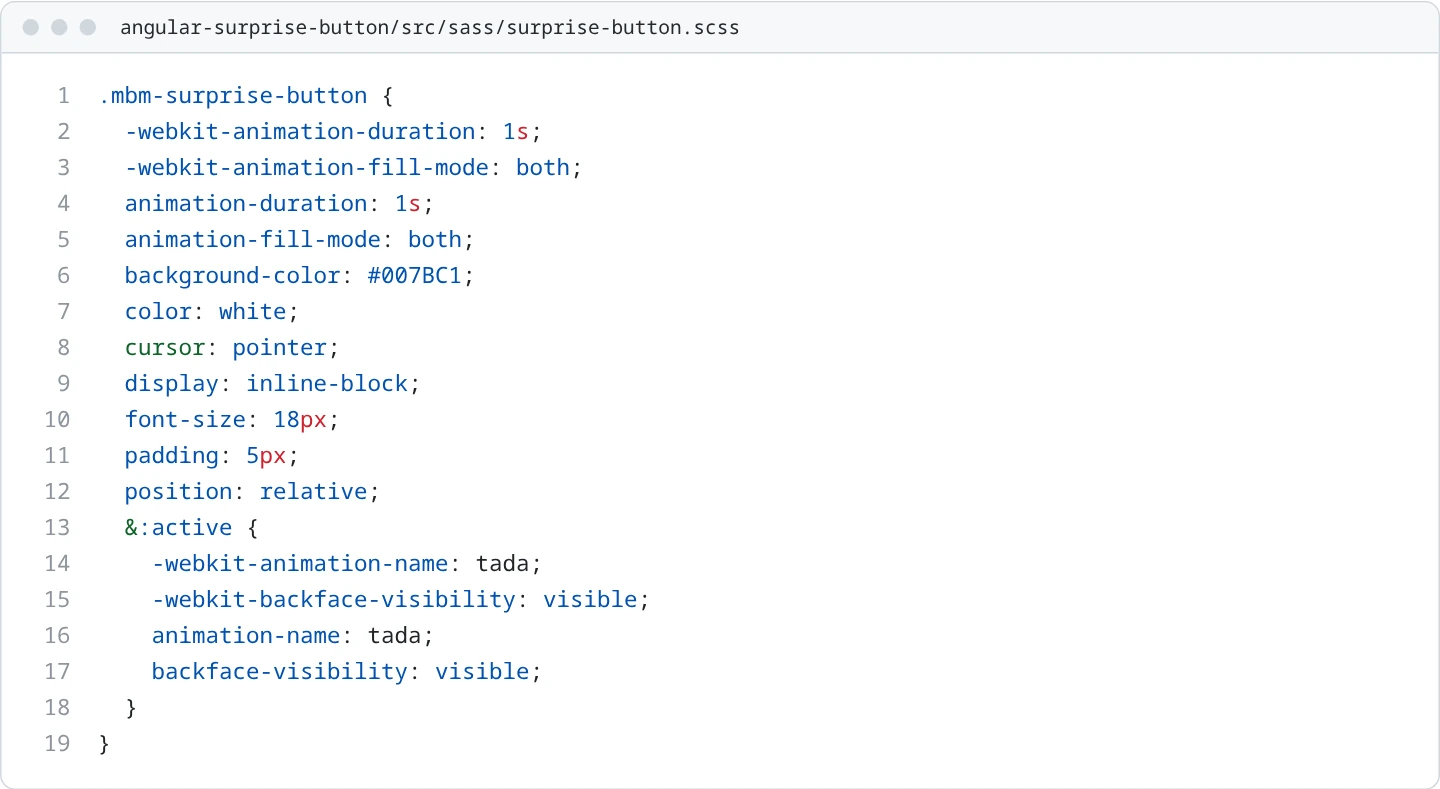 angular-surprise-button/src/sass/surprise-button.scss
1 .mbm-surprise-button {
2   -webkit-animation-duration: 1s;
3   -webkit-animation-fill-mode: both;
4   animation-duration: 1s;
5   animation-fill-mode: both;
6   background-color: #007BC1;
7   color: white;
8   cursor: pointer;
9   display: inline-block;
10   font-size: 18px;
11   padding: 5px;
12   position: relative;
13   &:active {
14     -webkit-animation-name: tada;
15     -webkit-backface-visibility: visible;
16     animation-name: tada;
17     backface-visibility: visible;
18   }
19 }